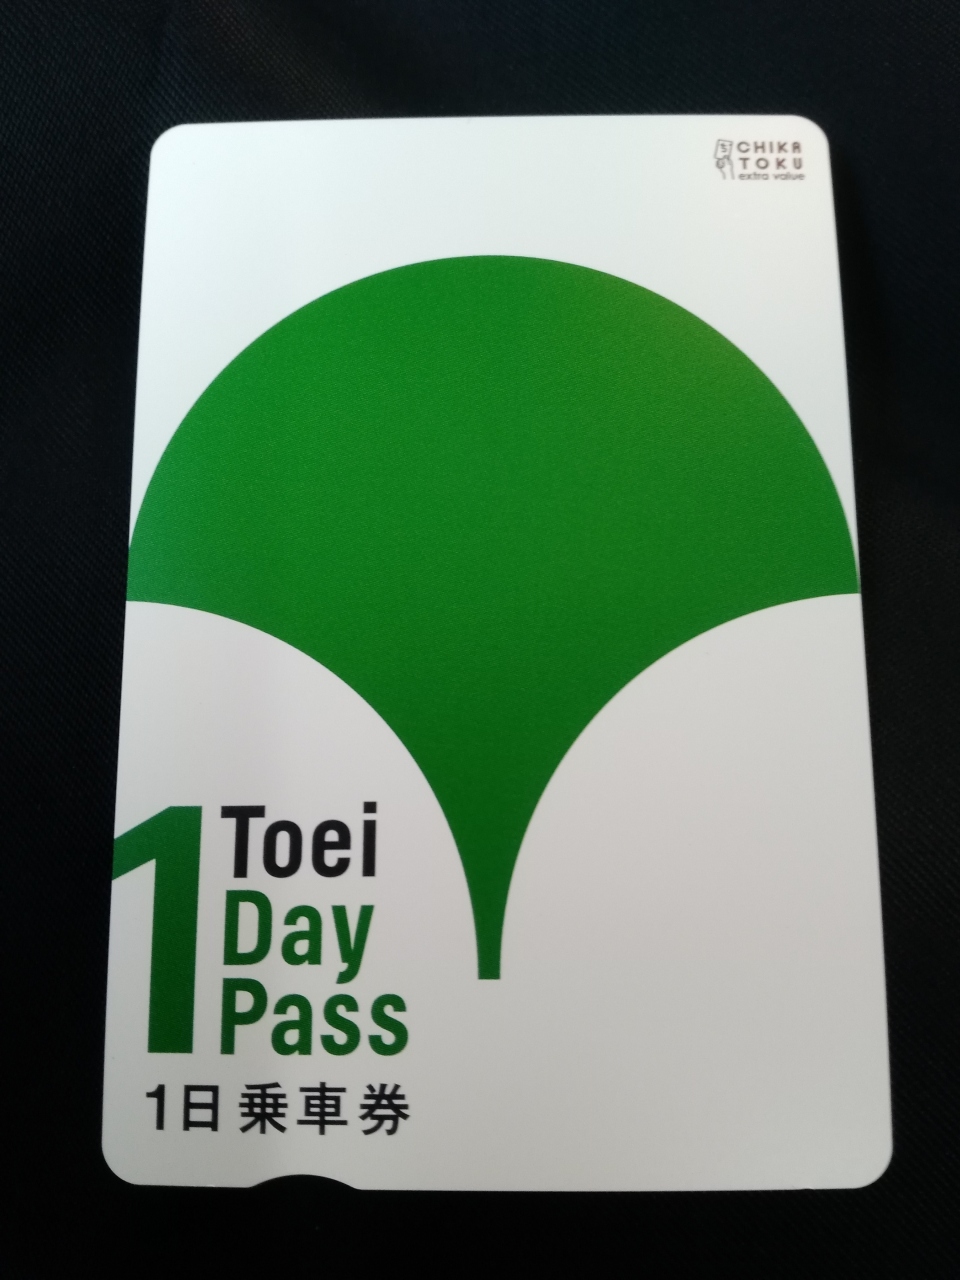 CHIKA
TOKU
extra value
1 Toei
Day
Pass
1日乗車券